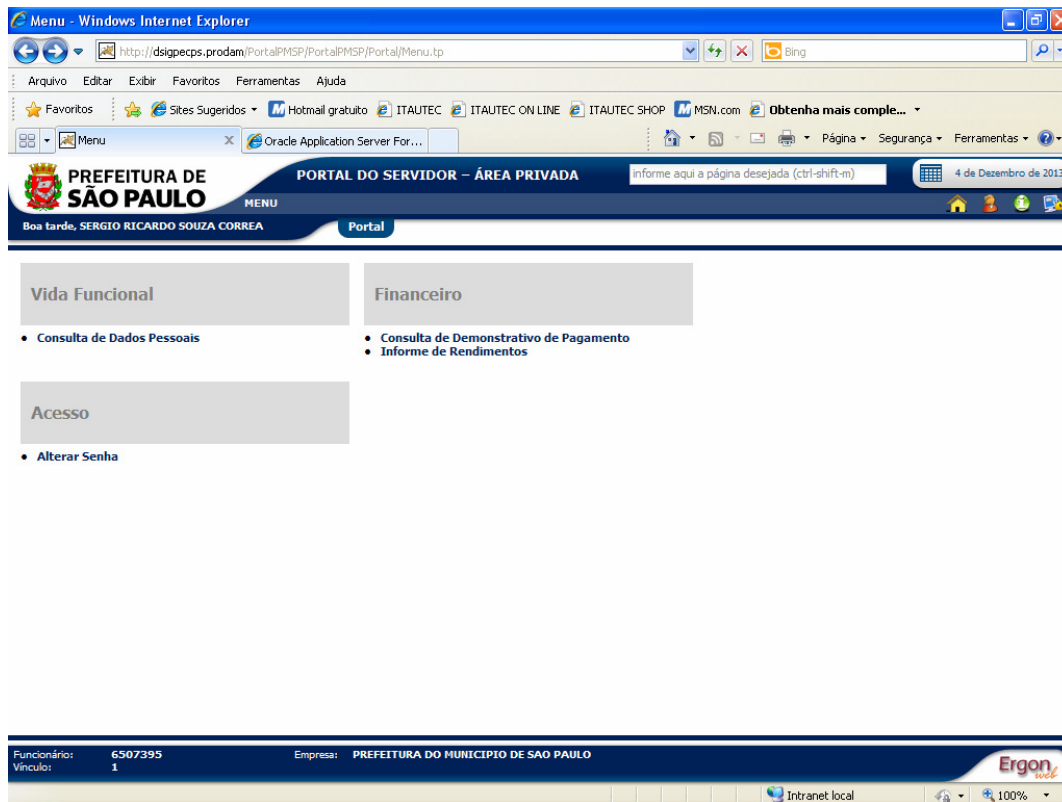 Menu - Windows Internet Explorer
http://dsigpecps.prodam/PortalPMSP/PortalPMSP/Portal/Menu.tp
Bing
Arquivo Editar Exibir Favoritos Ferramentas Ajuda
Favoritos Sites Sugeridos Hotmail gratuito ITAUTEC ITAUTEC ON LINE ITAUTEC SHOP MSN.com Obtenha mais comple...
Menu Oracle Application Server For... Página Segurança Ferramentas
PREFEITURA DE
SÃO PAULO
PORTAL DO SERVIDOR – ÁREA PRIVADA
informe aqui a página desejada (ctrl-shift-m)
4 de Dezembro de 2013
MENU
Boa tarde, SERGIO RICARDO SOUZA CORREA
Portal
Vida Funcional
• Consulta de Dados Pessoais
Financeiro
• Consulta de Demonstrativo de Pagamento
• Informe de Rendimentos
Acesso
• Alterar Senha
Funcionário: 6507395 Empresa: PREFEITURA DO MUNICIPIO DE SAO PAULO
Vínculo: 1
Ergon
web
Intranet local 100%